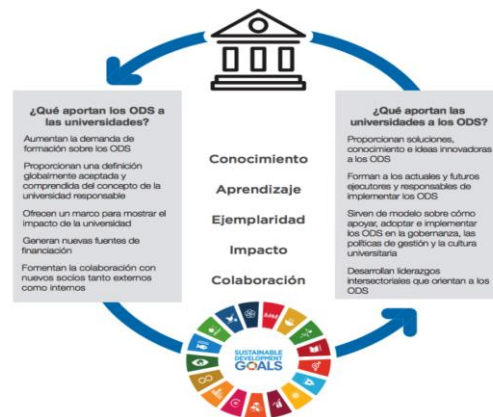 ¿Qué aportan los ODS a
las universidades?
Aumentan la demanda de
formación sobre los ODS
Proporcionan una definición
globalmente aceptada y
comprendida del concepto de la
universidad responsable
Ofrecen un marco para mostrar el
impacto de la universidad
Generan nuevas fuentes de
financiación
Fomentan la colaboración con
nuevos socios tanto externos
como internos
Conocimiento
Aprendizaje
Ejemplaridad
Impacto
Colaboración
¿Qué aportan las
universidades a los ODS?
Proporcionan soluciones,
conocimiento e ideas innovadoras
a los ODS
Forman a los actuales y futuros
ejecutores y responsables de
implementar los ODS
Sirven de modelo sobre cómo
apoyar, adoptar e implementar
los ODS en la gobernanza, las
políticas de gestión y la cultura
universitaria
Desarrollan liderazgos
intersectoriales que orientan a los
ODS
SUSTAINABLE
DEVELOPMENT
GOALS